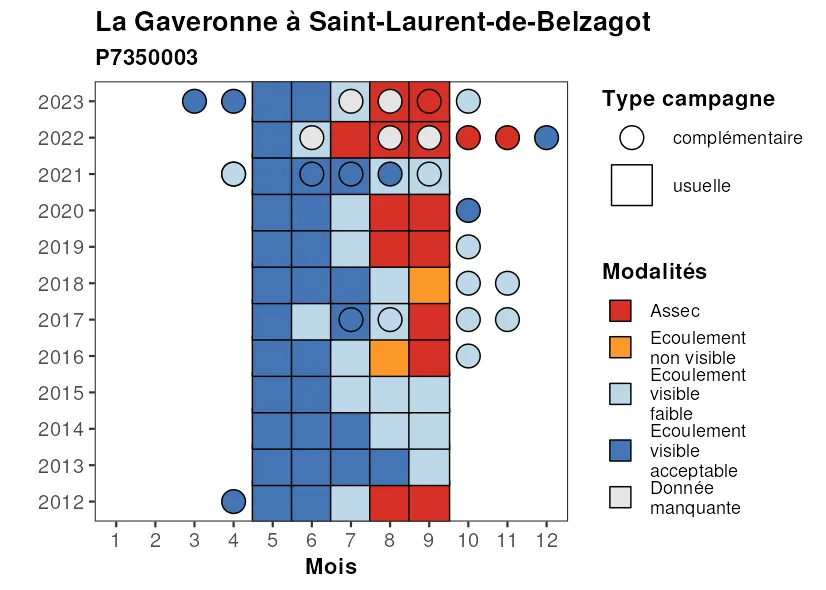 La Gaveronne à Saint-Laurent-de-Belzagot
P7350003
2023
2022
2021
2020
2019
2018
2017
2016
2015
2014
2013
2012
1 2 3 4 5 6 7 8 9 10 11 12
Mois
Type campagne
complémentaire
usuelle
Modalités
Assec
Ecoulement
non visible
Ecoulement
visible
faible
Ecoulement
visible
acceptable
Donnée
manquante